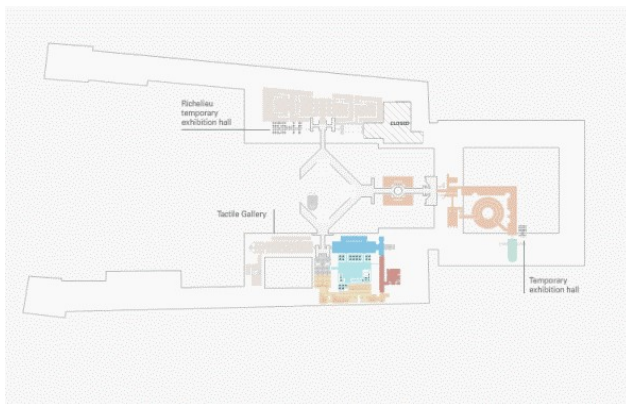 Richelieu
temporary
exhibition hall
CLOSED
Tactile Gallery
Temporary
exhibition hall